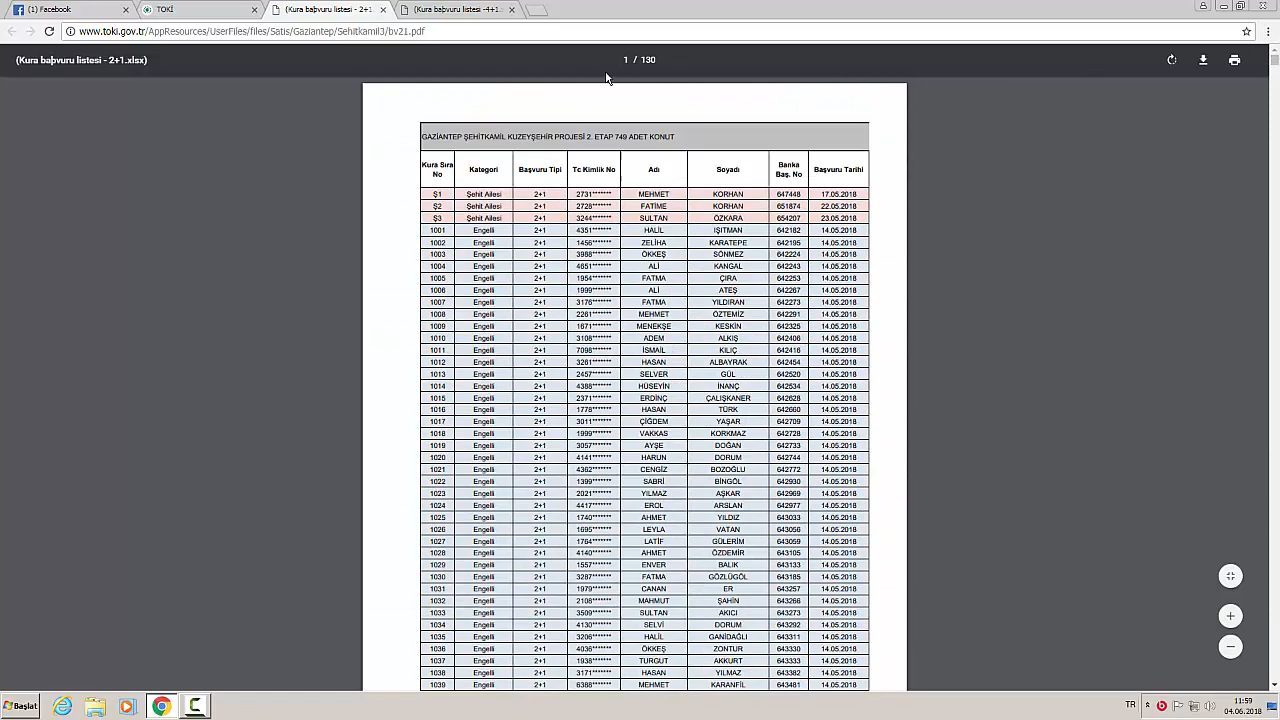 (1) Facebook
TOKİ
(Kura başvuru listesi - 2+1.
(Kura başvuru listesi -4+1.
www.toki.gov.tr/AppResources/UserFiles/files/Satis/Gaziantep/Sehitkamil3/bv21.pdf
(Kura baþvuru listesi - 2+1.xlsx)
1 / 130
GAZİANTEP ŞEHİTKAMİL KUZEYŞEHİR PROJESİ 2. ETAP 749 ADET KONUT
Kura Sıra No Kategori Başvuru Tipi Tc Kimlik No Adı Soyadı Banka Baş. No Başvuru Tarihi
Ş1 Şehit Ailesi 2+1 2731******* MEHMET KORHAN 647448 17.05.2018
Ş2 Şehit Ailesi 2+1 2728******* FATİME KORHAN 651874 22.05.2018
Ş3 Şehit Ailesi 2+1 3244******* SULTAN ÖZKARA 654207 23.05.2018
1001 Engelli 2+1 4351******* HALİL IŞITMAN 642182 14.05.2018
1002 Engelli 2+1 1456******* ZELİHA KARATEPE 642195 14.05.2018
1003 Engelli 2+1 3988******* ÖKKEŞ SÖNMEZ 642224 14.05.2018
1004 Engelli 2+1 4651******* ALİ KANGAL 642243 14.05.2018
1005 Engelli 2+1 1954******* FATMA ÇIRA 642253 14.05.2018
1006 Engelli 2+1 1999******* ALİ ATEŞ 642267 14.05.2018
1007 Engelli 2+1 3176******* FATMA YILDIRAN 642273 14.05.2018
1008 Engelli 2+1 2261******* MEHMET ÖZTEMİZ 642291 14.05.2018
1009 Engelli 2+1 1671******* MENEKŞE KESKİN 642325 14.05.2018
1010 Engelli 2+1 3108******* ADEM ALKIŞ 642406 14.05.2018
1011 Engelli 2+1 7098******* İSMAİL KILIÇ 642416 14.05.2018
1012 Engelli 2+1 3261******* HASAN ALBAYRAK 642454 14.05.2018
1013 Engelli 2+1 2457******* SELVER GÜL 642520 14.05.2018
1014 Engelli 2+1 4388******* HÜSEYİN İNANÇ 642534 14.05.2018
1015 Engelli 2+1 2371******* ERDİNÇ ÇALIŞKANER 642628 14.05.2018
1016 Engelli 2+1 1778******* HASAN TÜRK 642660 14.05.2018
1017 Engelli 2+1 3011******* ÇİĞDEM YAŞAR 642709 14.05.2018
1018 Engelli 2+1 1999******* VAKKAS KORKMAZ 642728 14.05.2018
1019 Engelli 2+1 3057******* AYŞE DOĞAN 642733 14.05.2018
1020 Engelli 2+1 4141******* HARUN DORUM 642744 14.05.2018
1021 Engelli 2+1 4362******* CENGİZ BOZOĞLU 642772 14.05.2018
1022 Engelli 2+1 1399******* SABRİ BİNGÖL 642930 14.05.2018
1023 Engelli 2+1 2021******* YILMAZ AŞKAR 642969 14.05.2018
1024 Engelli 2+1 4417******* EROL ARSLAN 642977 14.05.2018
1025 Engelli 2+1 1740******* AHMET YILDIZ 643033 14.05.2018
1026 Engelli 2+1 1695******* LEYLA VATAN 643056 14.05.2018
1027 Engelli 2+1 1764******* LATİF GÜLERİM 643059 14.05.2018
1028 Engelli 2+1 4140******* AHMET ÖZDEMİR 643105 14.05.2018
1029 Engelli 2+1 1557******* ENVER BALIK 643133 14.05.2018
1030 Engelli 2+1 3287******* FATMA GÖZLÜGÖL 643185 14.05.2018
1031 Engelli 2+1 1979******* CANAN ER 643257 14.05.2018
1032 Engelli 2+1 2108******* MAHMUT ŞAHİN 643266 14.05.2018
1033 Engelli 2+1 3509******* SULTAN AKICI 643273 14.05.2018
1034 Engelli 2+1 4130******* SELVİ DORUM 643292 14.05.2018
1035 Engelli 2+1 3206******* HALİL GANİDAĞLI 643311 14.05.2018
1036 Engelli 2+1 4036******* ÖKKEŞ ZONTUR 643330 14.05.2018
1037 Engelli 2+1 1938******* TURGUT AKKURT 643333 14.05.2018
1038 Engelli 2+1 3171******* HASAN YILMAZ 643382 14.05.2018
1039 Engelli 2+1 6388******* MEHMET KARANFİL 643481 14.05.2018
Başlat
TR
11:59
04.06.2018